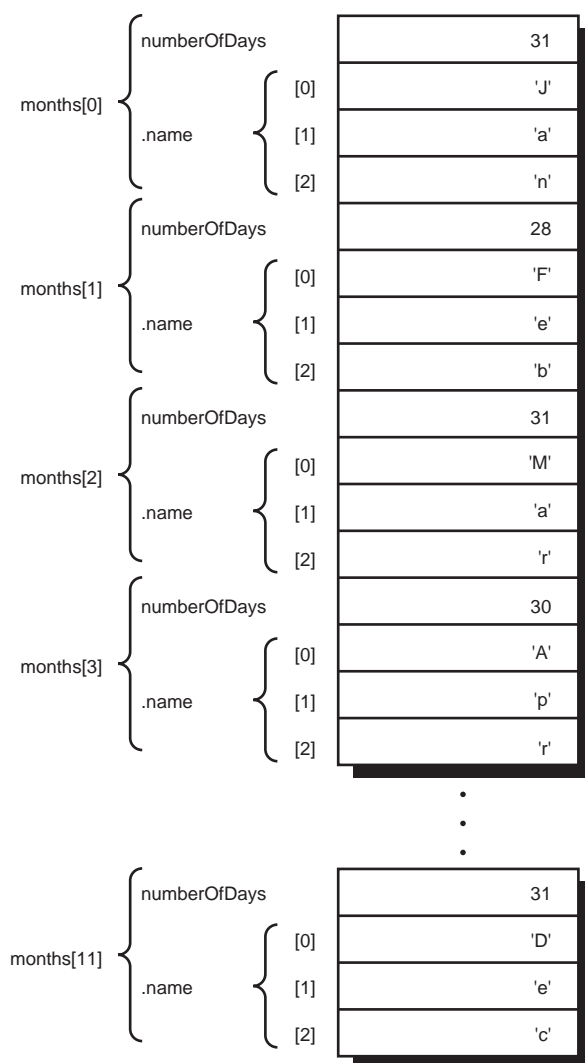 numberOfDays 31
[0] 'J'
months[0]
.name [1] 'a'
[2] 'n'
numberOfDays 28
[0] 'F'
months[1]
.name [1] 'e'
[2] 'b'
numberOfDays 31
[0] 'M'
months[2]
.name [1] 'a'
[2] 'r'
numberOfDays 30
[0] 'A'
months[3]
.name [1] 'p'
[2] 'r'
numberOfDays 31
[0] 'D'
months[11]
.name [1] 'e'
[2] 'c'